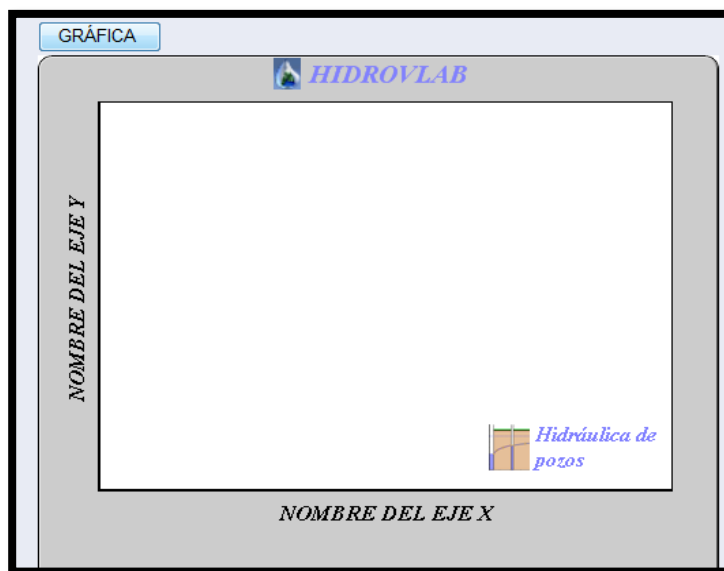 GRÁFICA
HIDROVLAB
NOMBRE DEL EJE Y
Hidráulica de
pozos
NOMBRE DEL EJE X